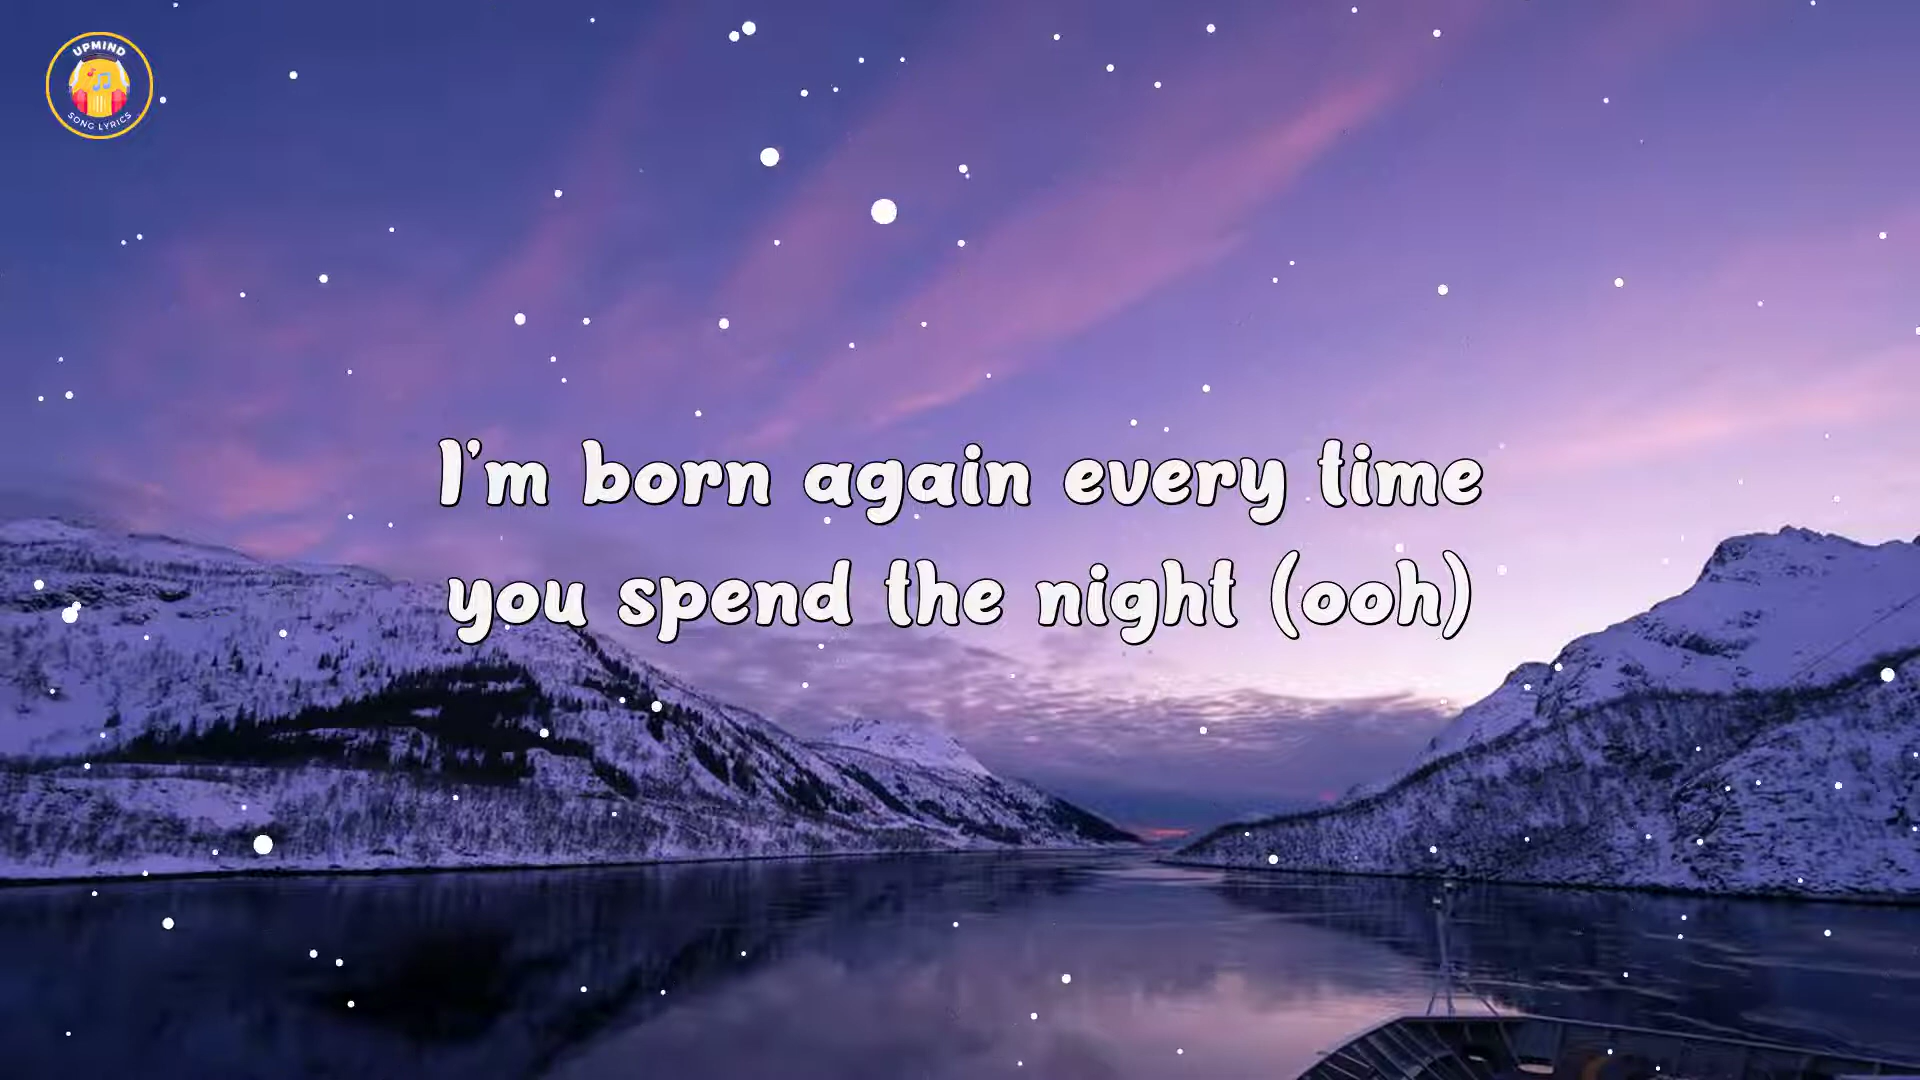 UPMIND
SONG LYRICS
I'm born again every time
you spend the night (ooh)